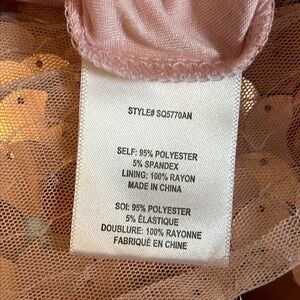 STYLE# SQ5770AN
SELF: 95% POLYESTER
5% SPANDEX
LINING: 100% RAYON
MADE IN CHINA
SOI: 95% POLYESTER
5% ÉLASTIQUE
DOUBLURE: 100% RAYONNE
FABRIQUÉ EN CHINE